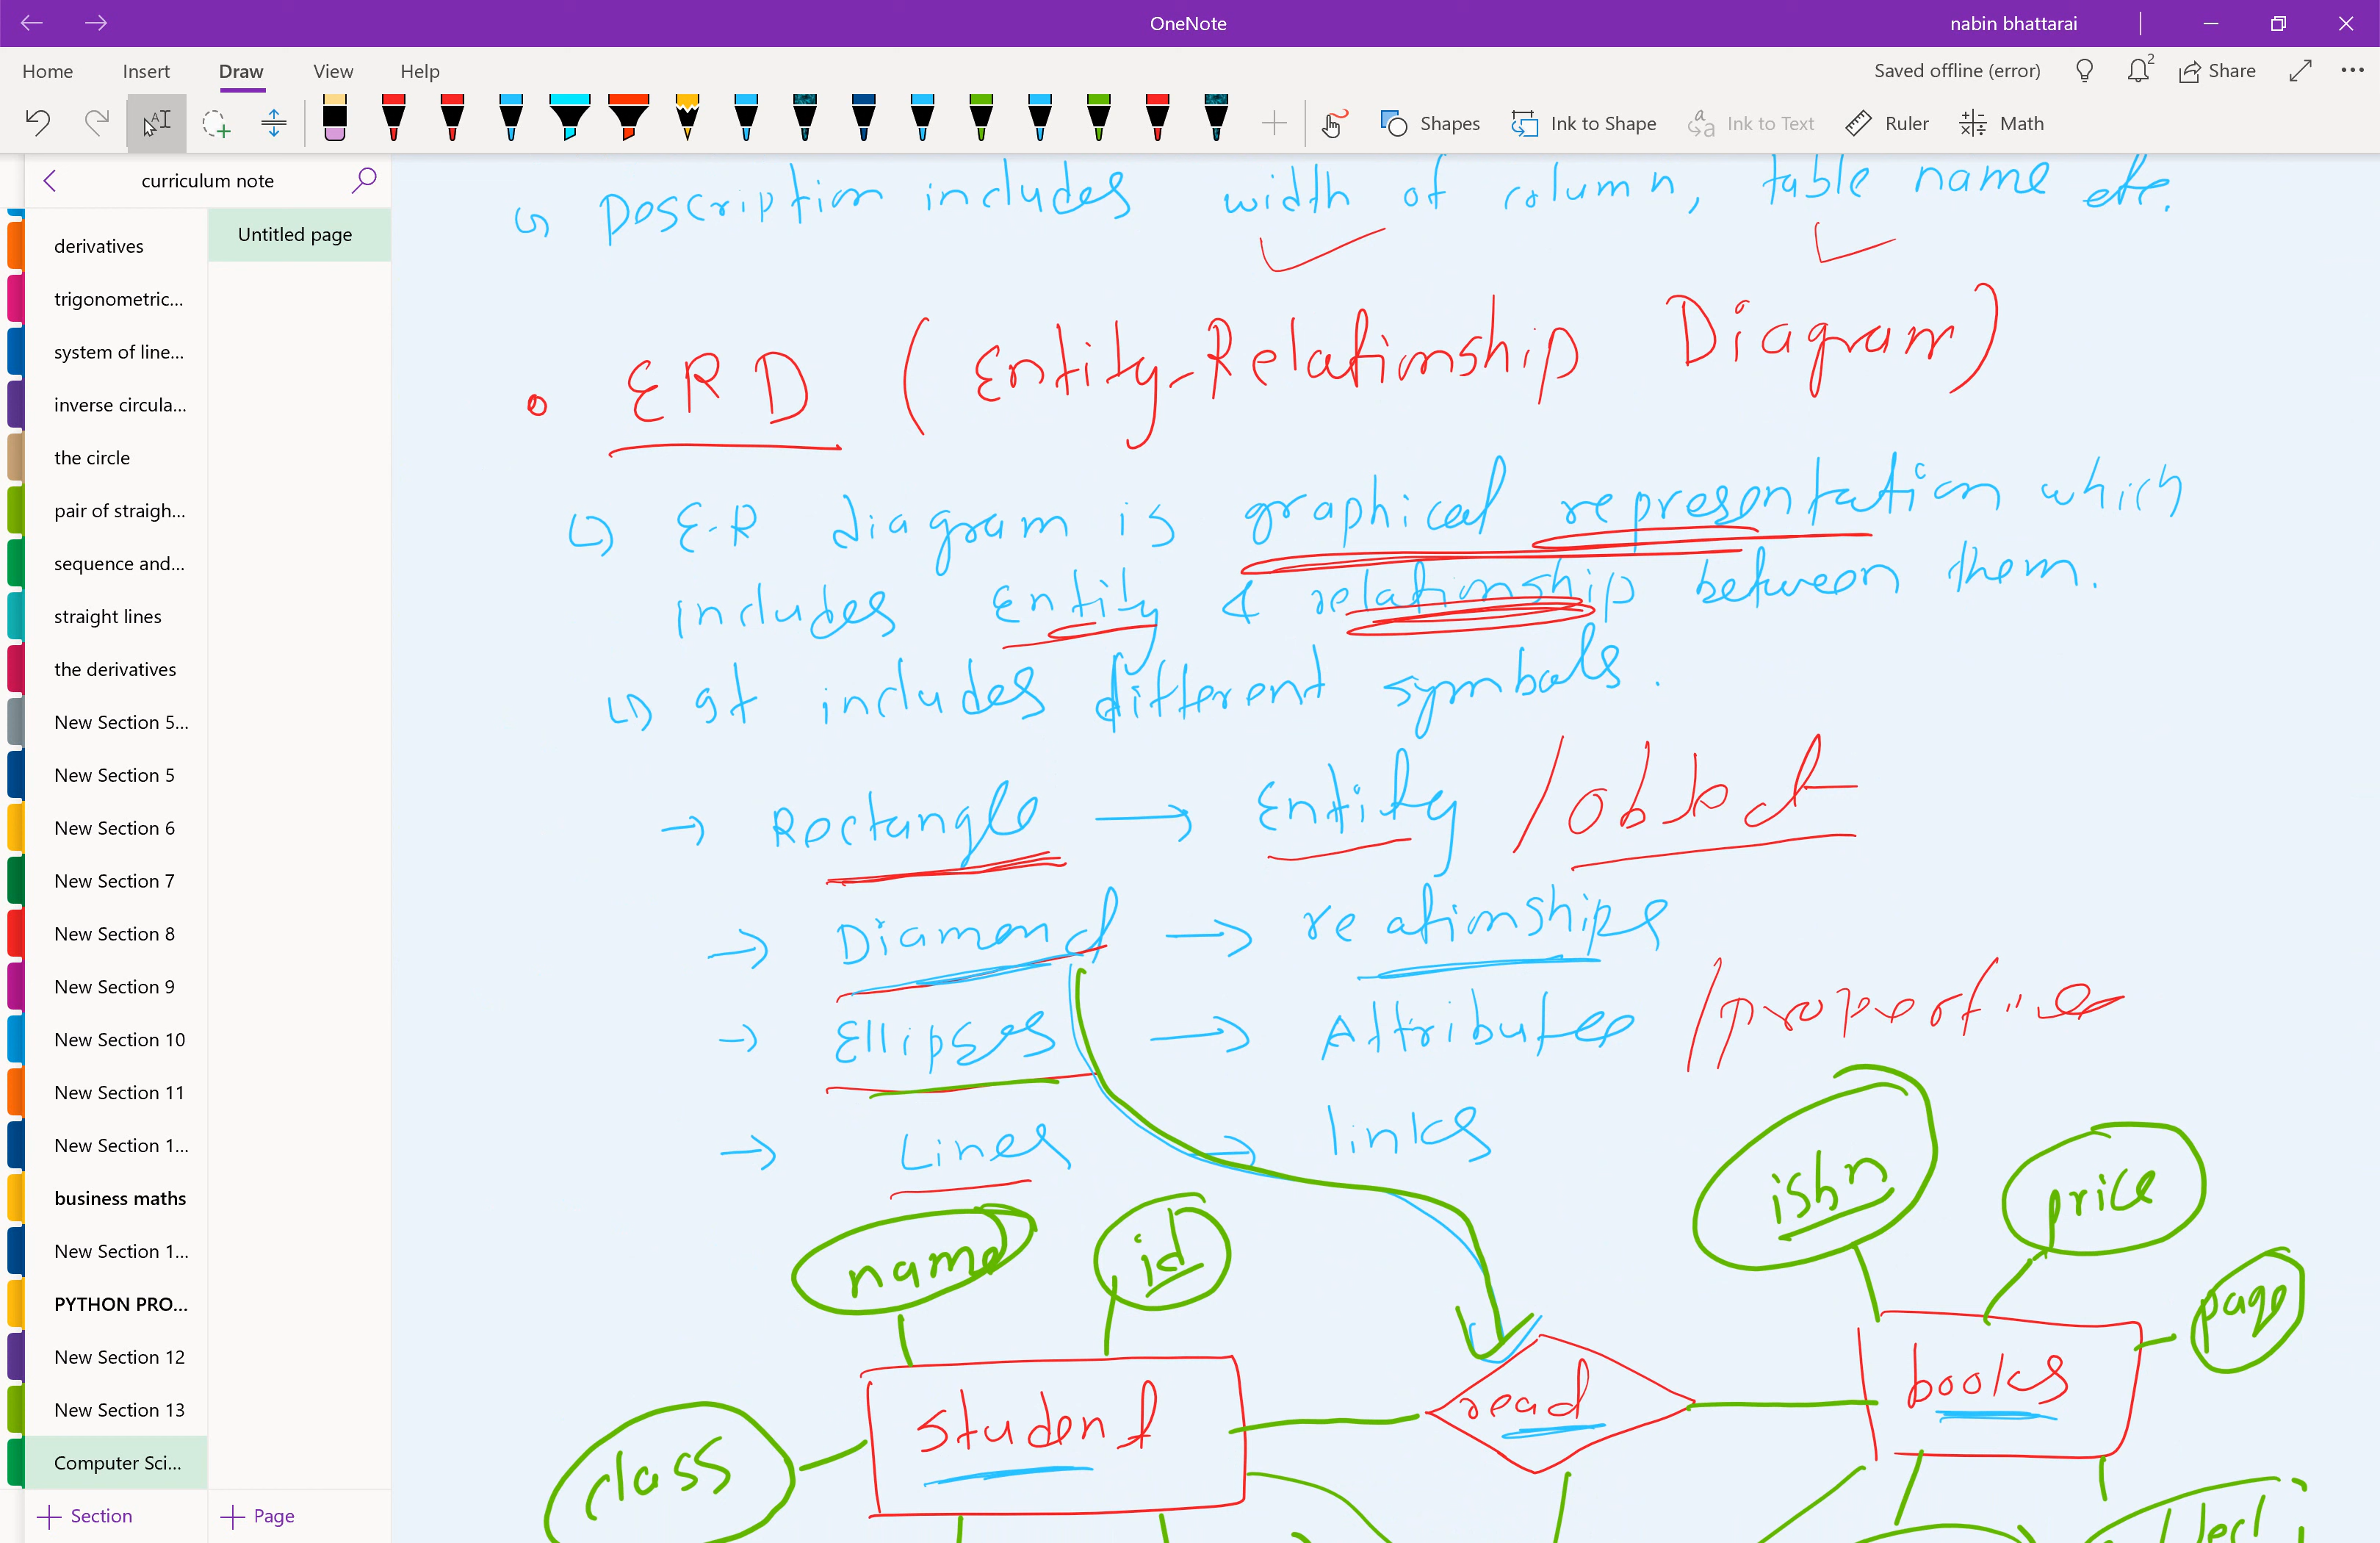 OneNote
nabin bhattarai
Home Insert Draw View Help
Saved offline (error)
2
Share
Shapes
Ink to Shape
Ink to Text
Ruler
Math
curriculum note
Untitled page
derivatives
trigonometric...
system of line...
inverse circula...
the circle
pair of straigh...
sequence and...
straight lines
the derivatives
New Section 5...
New Section 5
New Section 6
New Section 7
New Section 8
New Section 9
New Section 10
New Section 11
New Section 1...
business maths
New Section 1...
PYTHON PRO...
New Section 12
New Section 13
Computer Sci...
Section
Page
Description includes width of column, table name etc.
• ERD (Entity-Relationship Diagram)
↳ E-R diagram is graphical representation which
includes Entity & relationship between them.
↳ It includes different symbols.
→ Rectangle → Entity / Object
→ Diamond → relationships
→ Ellipses → Attributes / properties
→ Lines → links
name
id
isbn
price
page
student
read
books
class